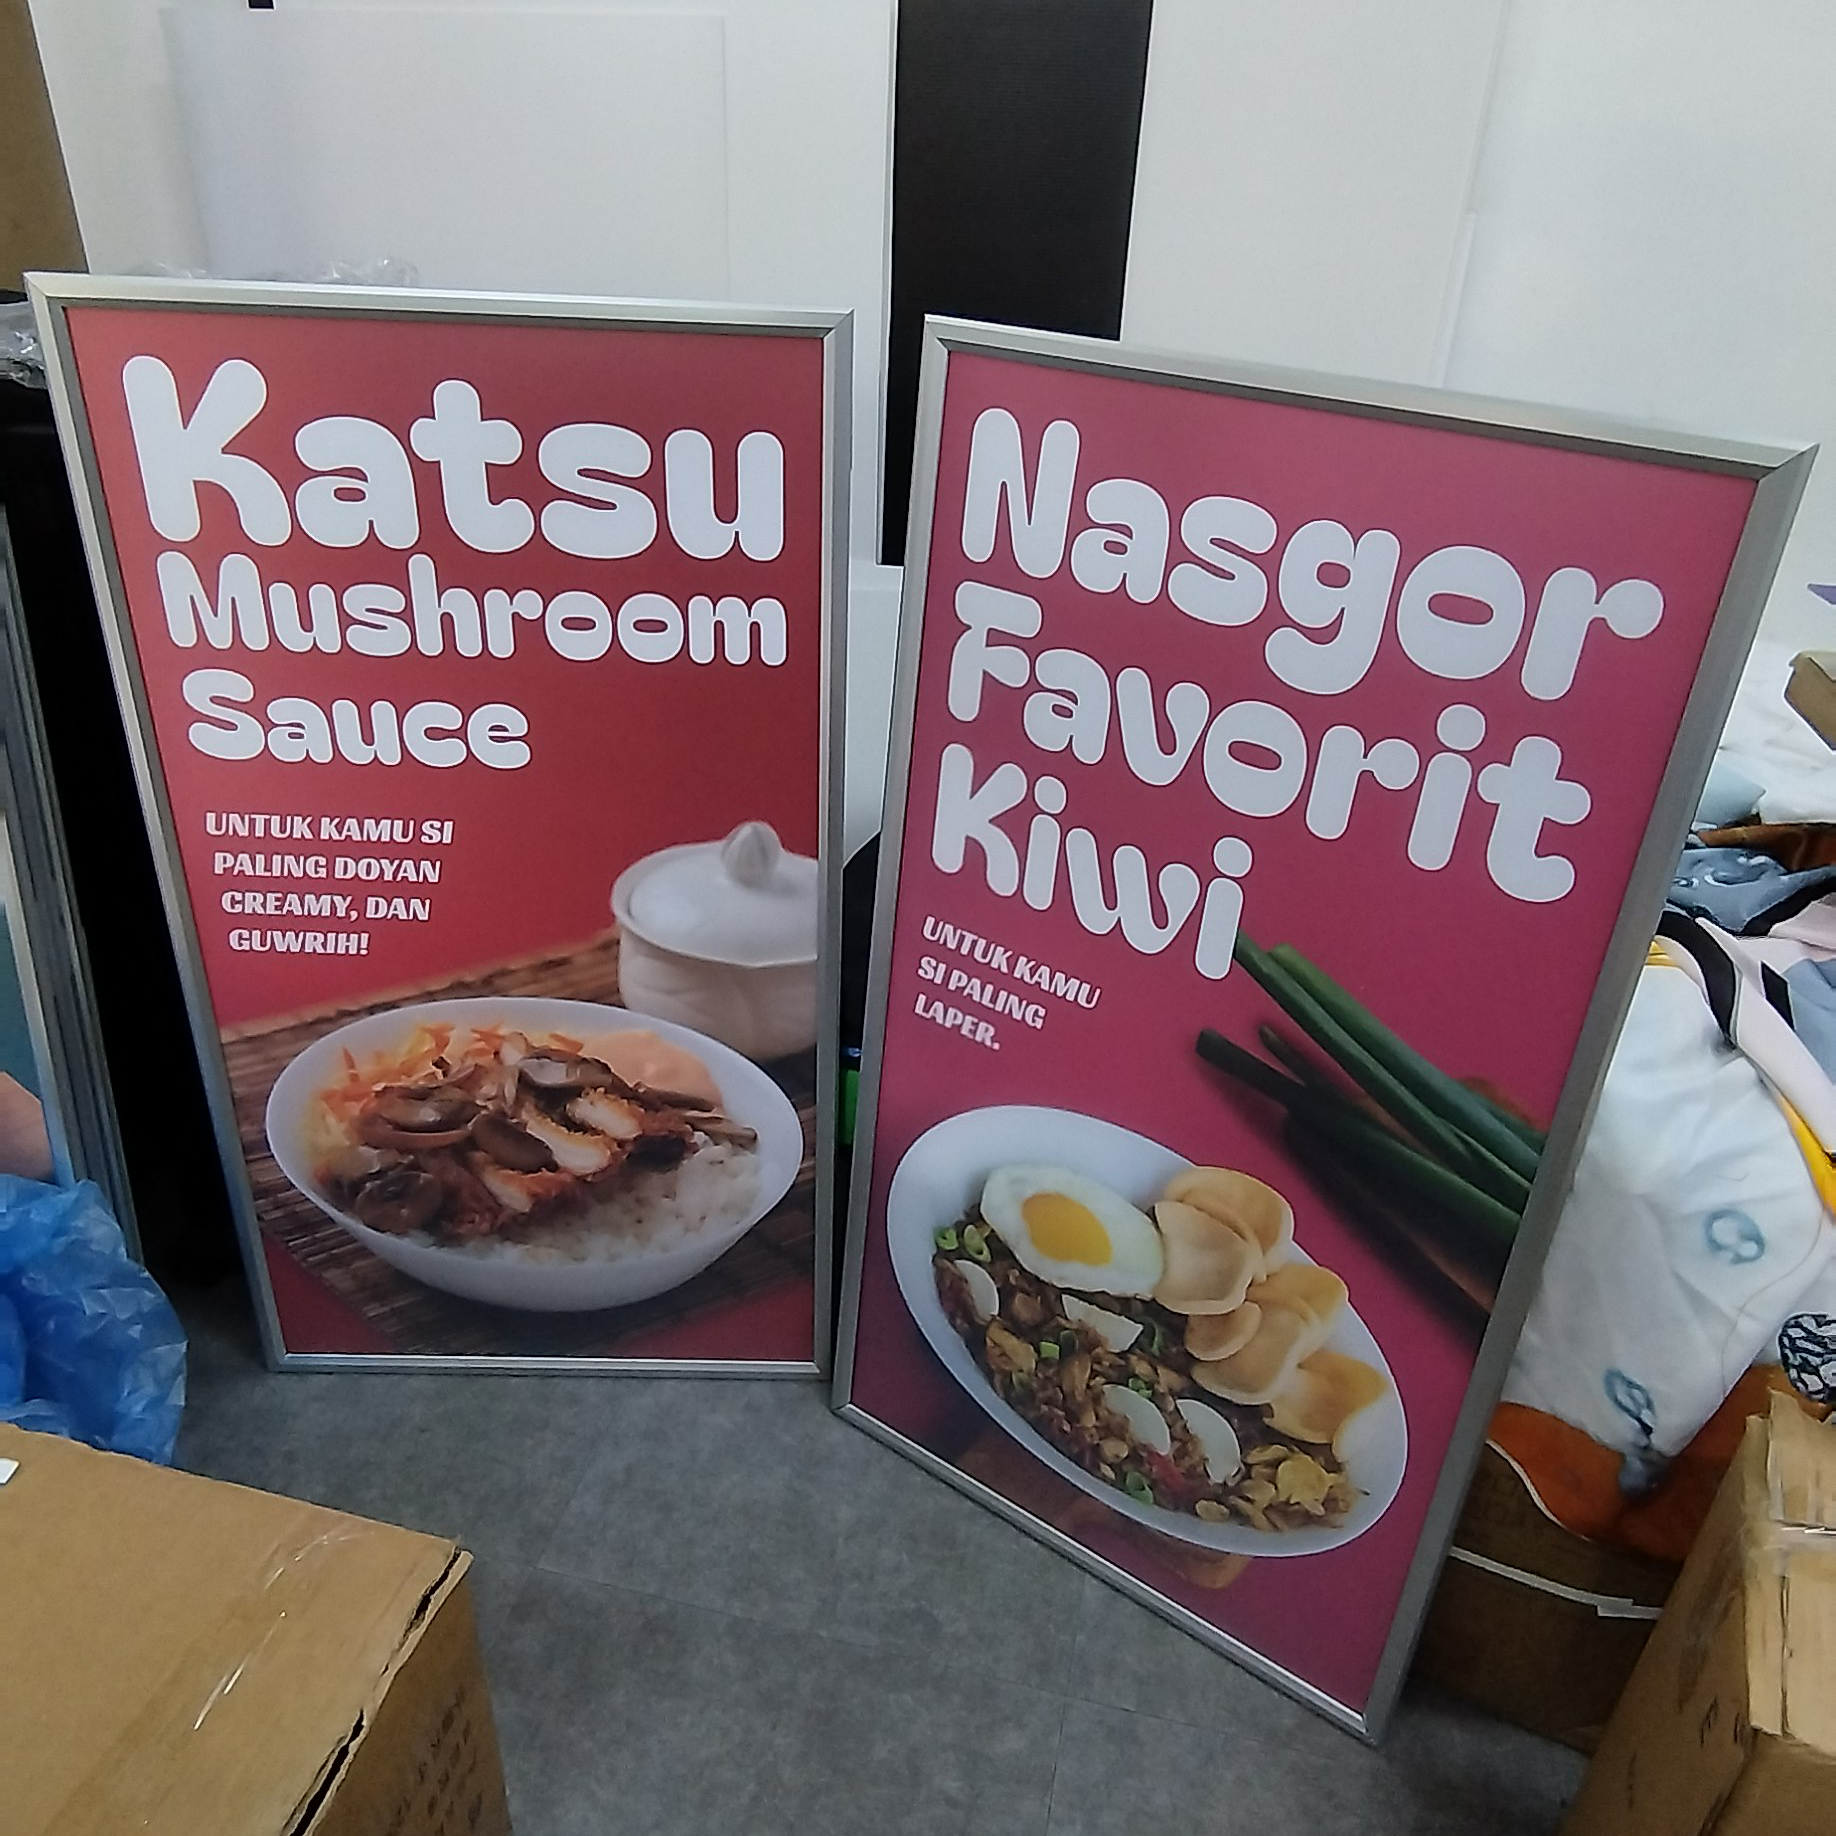 Katsu
Mushroom
Sauce
UNTUK KAMU SI
PALING DOYAN
CREAMY, DAN
GUWRIH!
Nasgor
Favorit
Kiwi
UNTUK KAMU
SI PALING
LAPER.